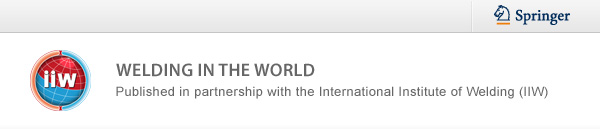 Springer
iiw
WELDING IN THE WORLD
Published in partnership with the International Institute of Welding (IIW)